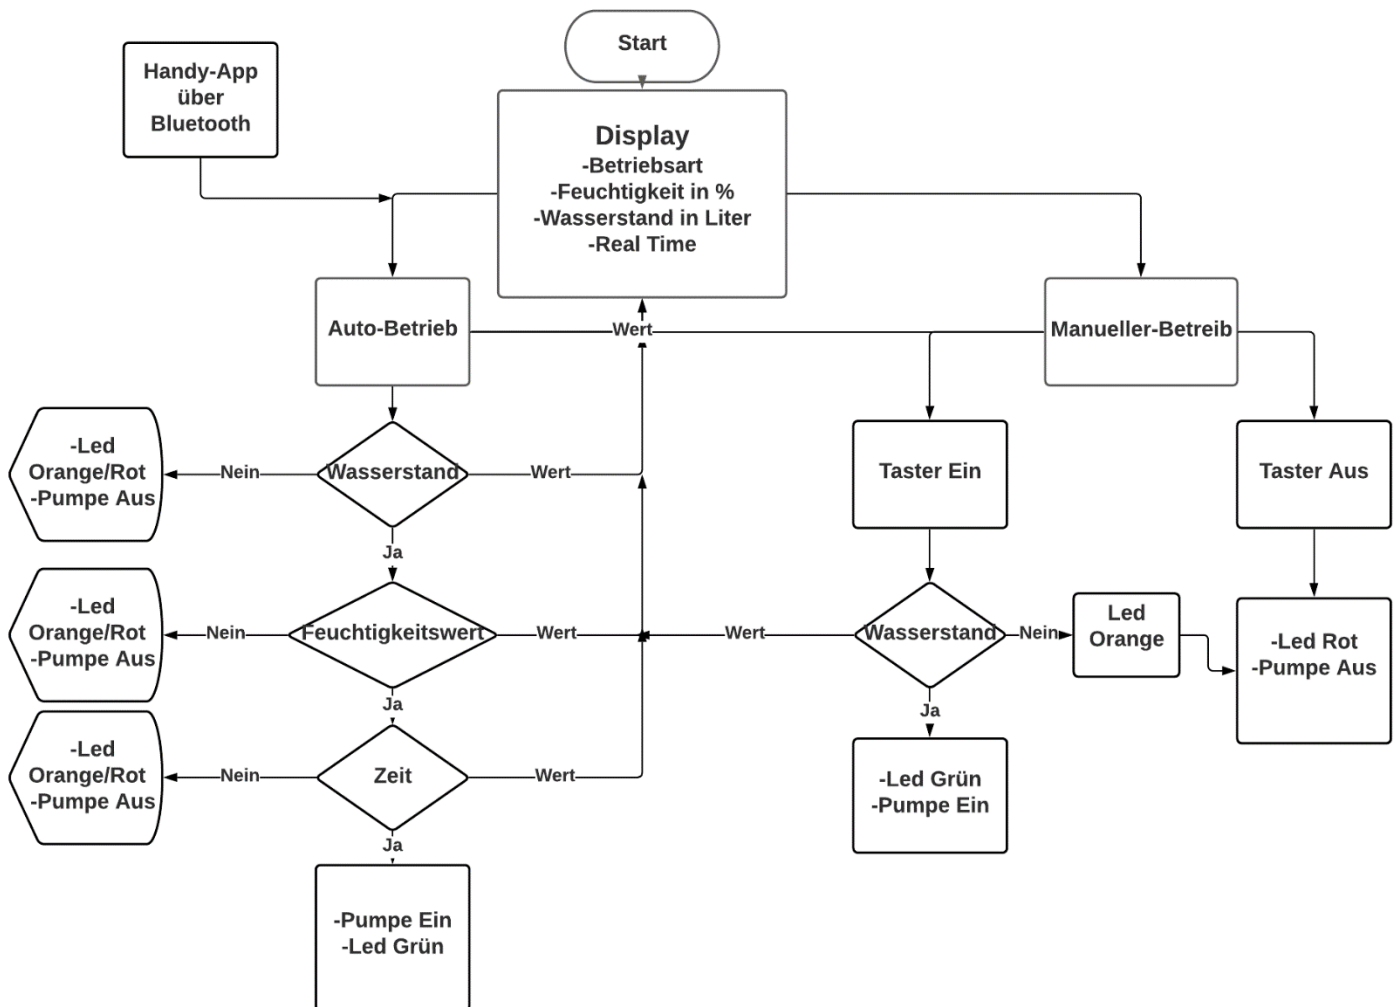 Start
Handy-App
über
Bluetooth
Display
-Betriebsart
-Feuchtigkeit in %
-Wasserstand in Liter
-Real Time
Auto-Betrieb
Wert
Manueller-Betreib
-Led
Orange/Rot
-Pumpe Aus
Nein
Wasserstand
Wert
Taster Ein
Taster Aus
Ja
-Led
Orange/Rot
-Pumpe Aus
Nein
Feuchtigkeitswert
Wert
Wert
Wasserstand
Nein
Led
Orange
-Led Rot
-Pumpe Aus
Ja
Ja
-Led
Orange/Rot
-Pumpe Aus
Nein
Zeit
Wert
-Led Grün
-Pumpe Ein
Ja
-Pumpe Ein
-Led Grün